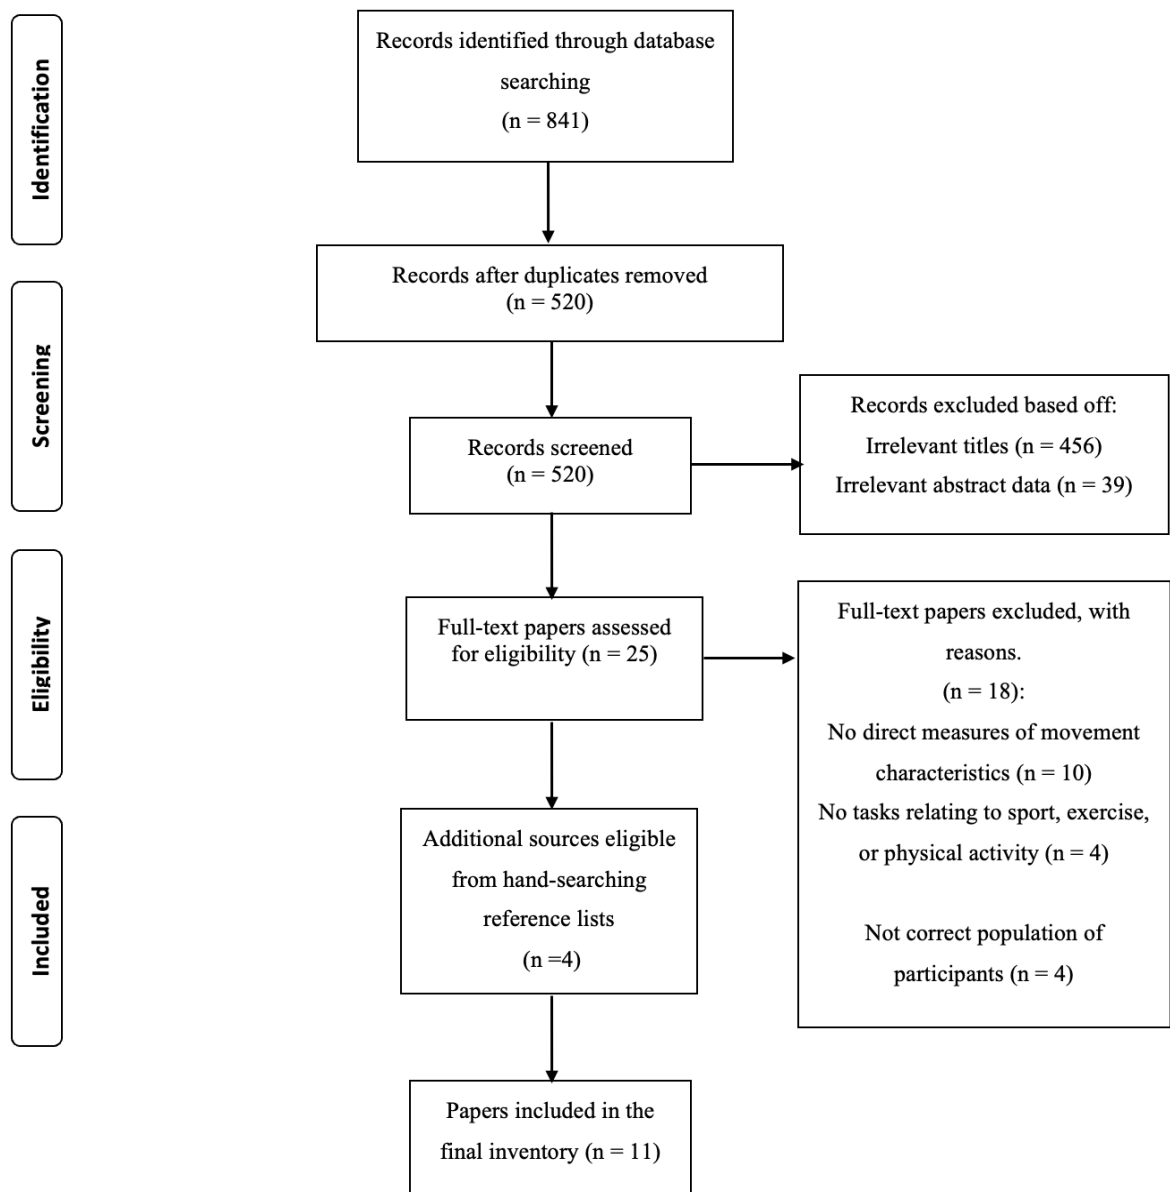 Identification
Records identified through database
searching
(n = 841)
Records after duplicates removed
(n = 520)
Screening
Records screened
(n = 520)
Records excluded based off:
Irrelevant titles (n = 456)
Irrelevant abstract data (n = 39)
Eligibility
Full-text papers assessed
for eligibility (n = 25)
Full-text papers excluded, with
reasons.
(n = 18):
No direct measures of movement
characteristics (n = 10)
No tasks relating to sport, exercise,
or physical activity (n = 4)
Not correct population of
participants (n = 4)
Included
Additional sources eligible
from hand-searching
reference lists
(n =4)
Papers included in the
final inventory (n = 11)